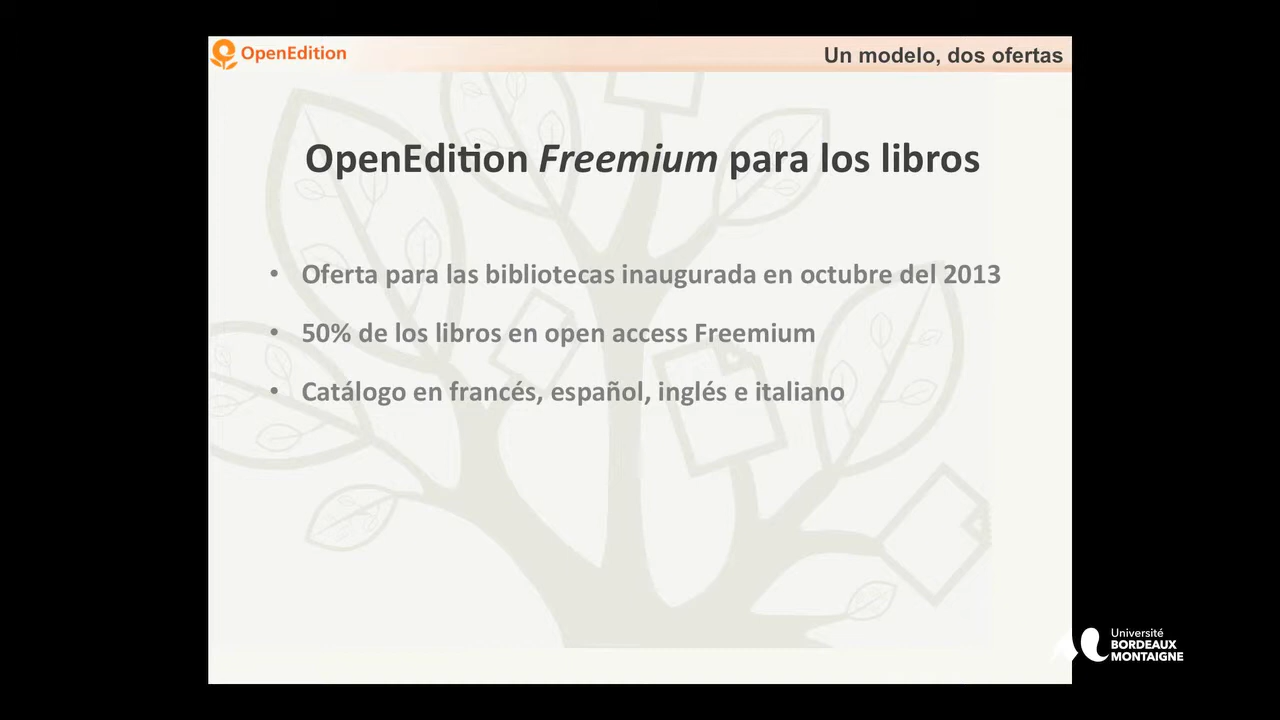 OpenEdition
Un modelo, dos ofertas
OpenEdition Freemium para los libros
• Oferta para las bibliotecas inaugurada en octubre del 2013
• 50% de los libros en open access Freemium
• Catálogo en francés, español, inglés e italiano
Université
BORDEAUX
MONTAIGNE